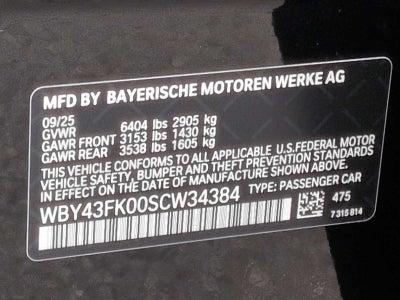 MFD BY BAYERISCHE MOTOREN WERKE AG
09/25
GVWR 6404 lbs 2905 kg
GAWR FRONT 3153 lbs 1430 kg
GAWR REAR 3538 lbs 1605 kg
THIS VEHICLE CONFORMS TO ALL APPLICABLE U.S.FEDERAL MOTOR
VEHICLE SAFETY, BUMPER AND THEFT PREVENTION STANDARDS
IN EFFECT ON THE DATE OF MANUFACTURE SHOWN ABOVE.
WBY43FK00SCW34384 TYPE: PASSENGER CAR
475
7 315 814